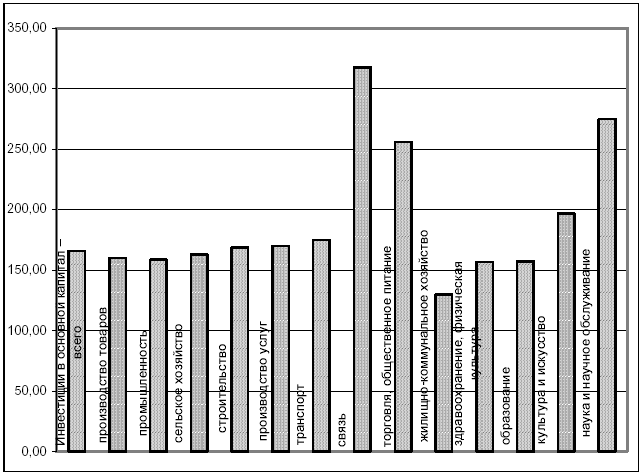 350,00
300,00
250,00
200,00
150,00
100,00
50,00
0,00
Инвестиции в основной капитал –
всего
производство товаров
промышленность
сельское хозяйство
строительство
производство услуг
транспорт
связь
торговля, общественное питание
жилищно-коммунальное хозяйство
здравоохранение, физическая
культура
образование
культура и искусство
наука и научное обслуживание